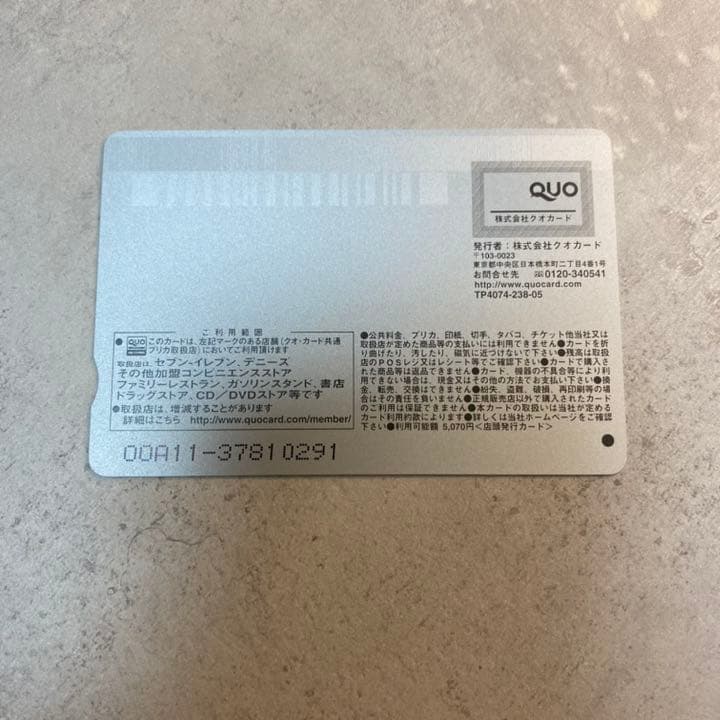 QUO
株式会社クオカード
発行者：株式会社クオカード
〒103-0023
東京都中央区日本橋本町二丁目4番1号
お問合せ先 0120-340541
http://www.quocard.com
TP4074-238-05
ご利用範囲
●QUO このカードは、左記マークのある店舗（クオ・カード共通
プリカ取扱店）においてご利用頂けます
取扱店は、セブン-イレブン、デニーズ
その他加盟コンビニエンスストア
ファミリーレストラン、ガソリンスタンド、書店
ドラッグストア、CD／DVDストア等です
●取扱店は、増減することがあります
詳細はこちら http://www.quocard.com/member/
●公共料金、プリカ、印紙、切手、タバコ、チケット他当社又は
取扱店が定めた商品等の支払いには利用できません●カードを折
り曲げたり、汚したり、磁気に近づけないで下さい●残高は取扱
店のPOSレジ又はレシート等でご確認下さい●カードで購入さ
れた商品等は返品できません●カード、機器の不具合等により利
用できない場合は、現金又はその他の方法でお支払い下さい●換
金、転売、交換はできません●紛失、盗難、破損、再印刷等の場
合はその責任を負いません●正規販売店以外で購入されたカード
のご利用は保証できません●本カードの取扱いは当社が定める
カード利用約款によります●詳しくは当社ホームページをご確認
下さい●利用可能額 5,070円＜店頭発行カード＞
00A11-37810291